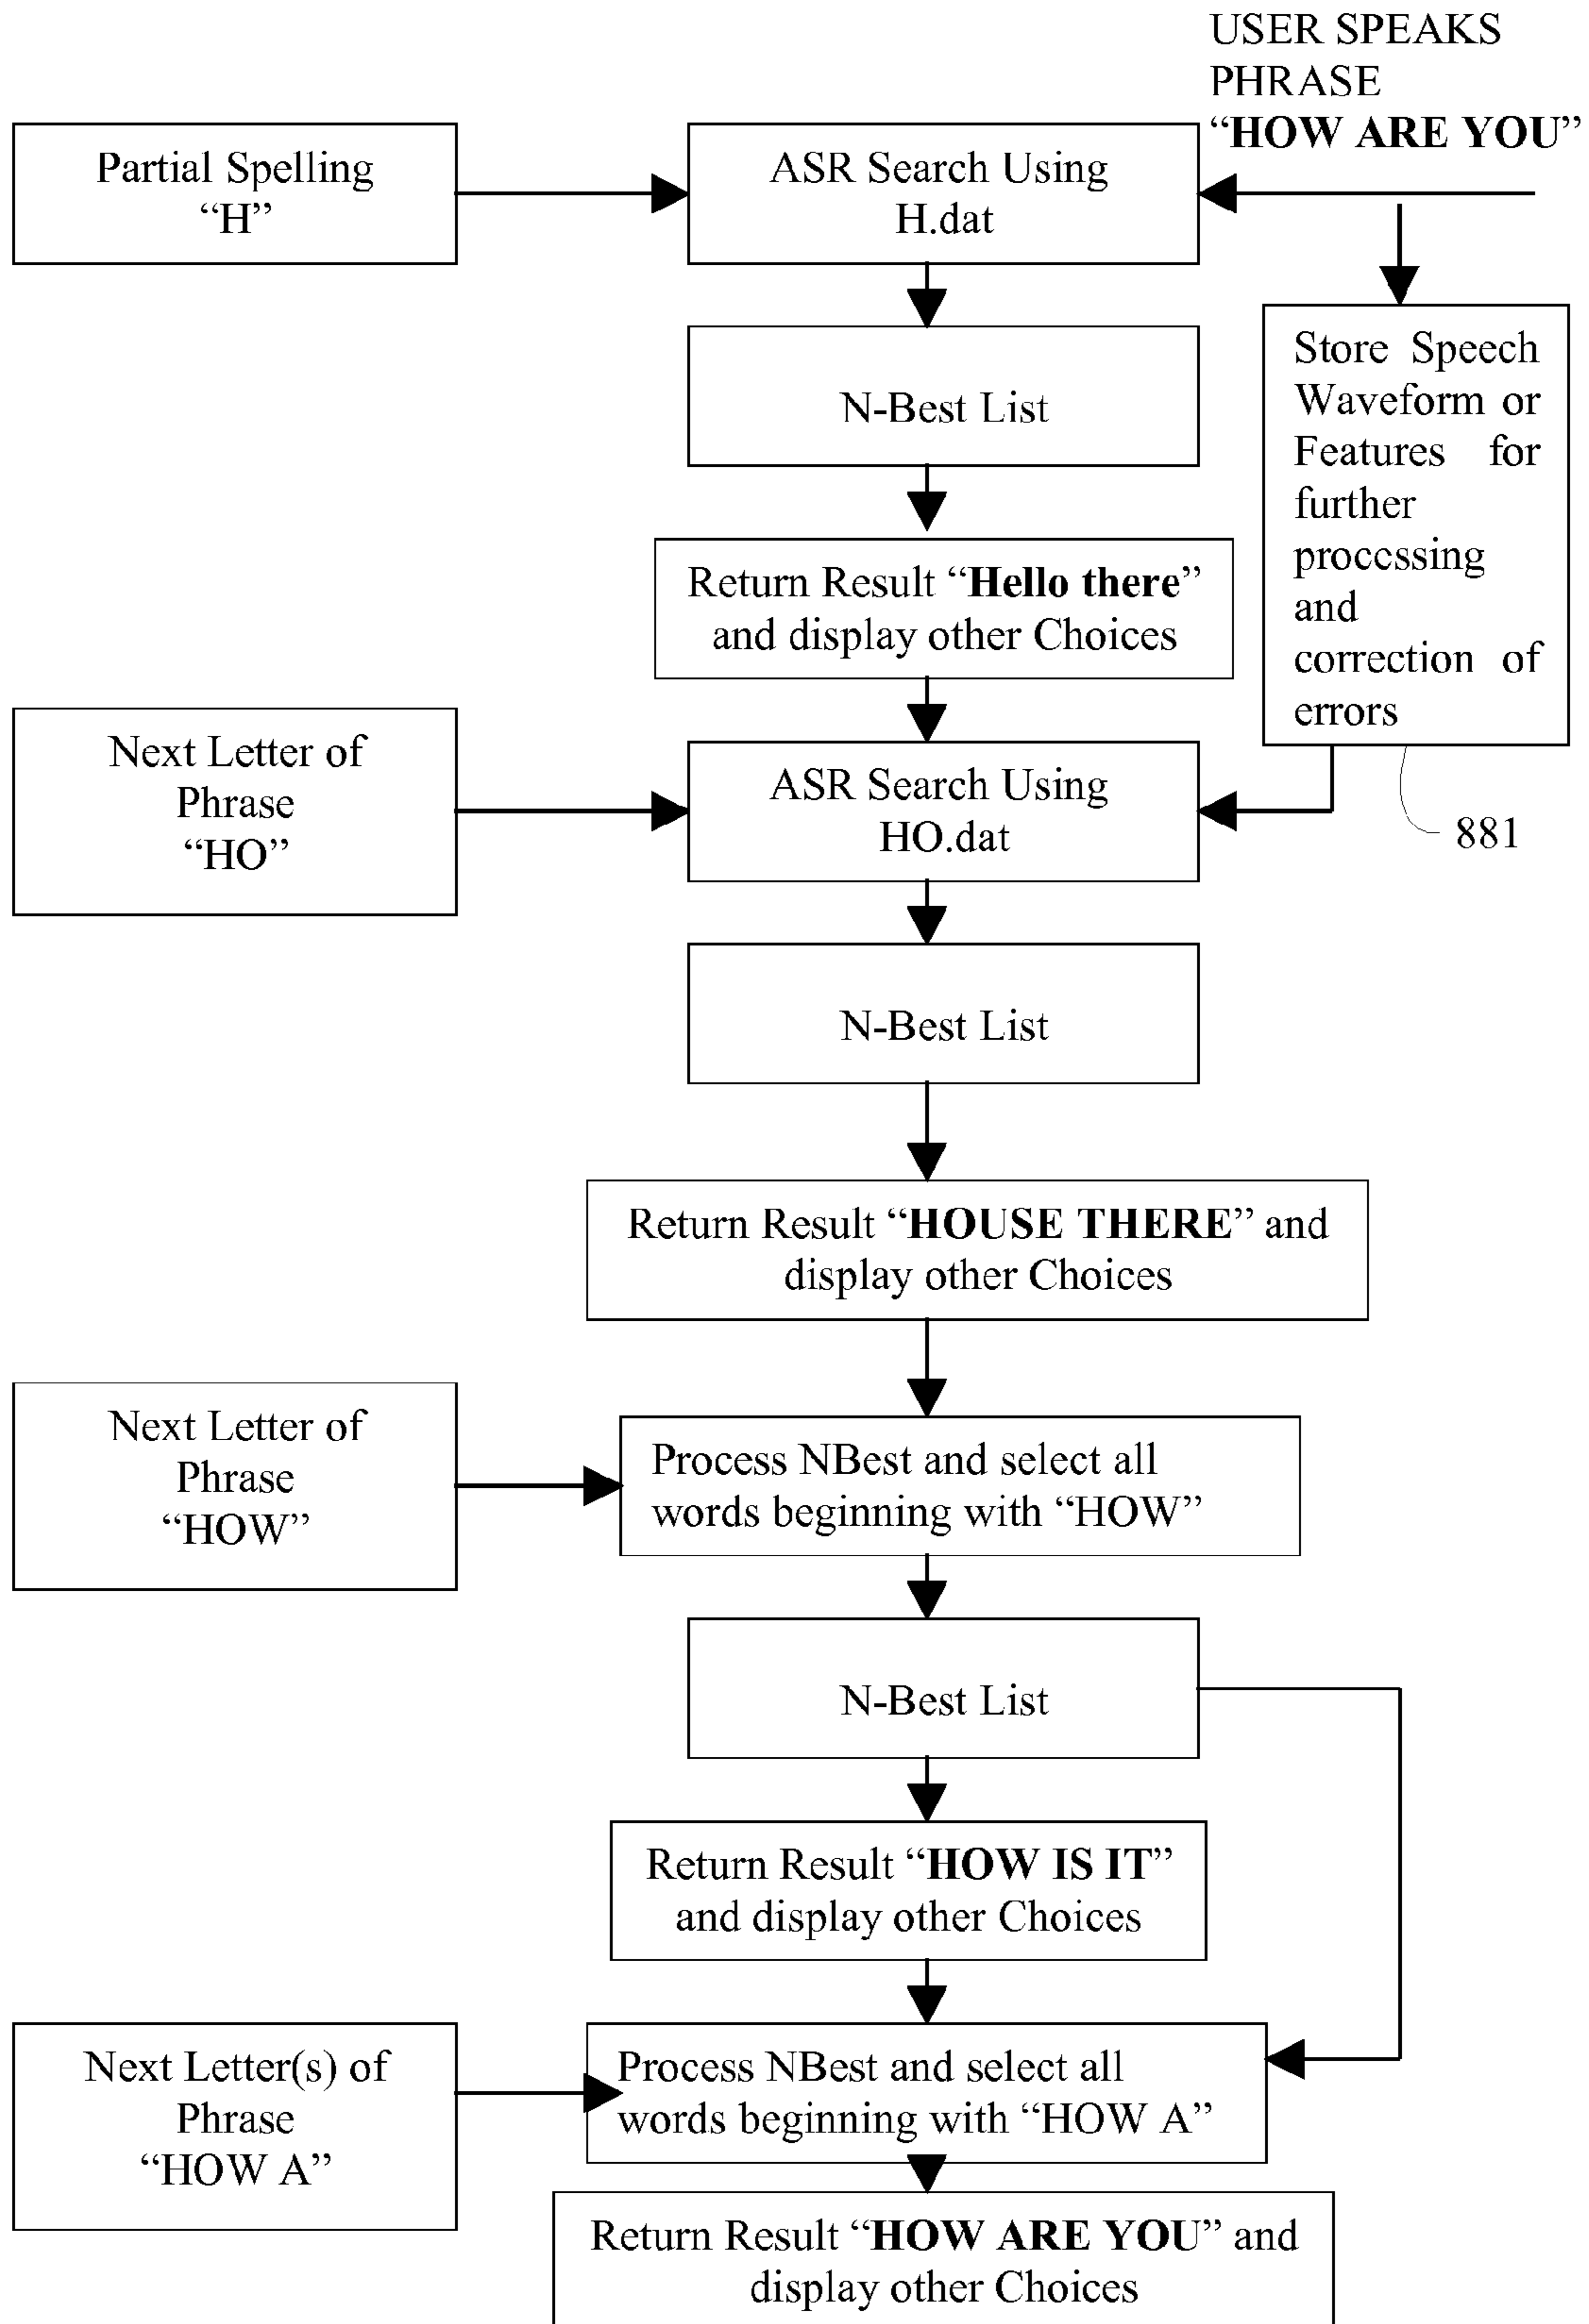 USER SPEAKS
PHRASE
“HOW ARE YOU”
Partial Spelling
“H”
ASR Search Using
H.dat
N-Best List
Store Speech
Waveform or
Features for
further
processing
and
correction of
errors
881
Return Result “Hello there”
and display other Choices
Next Letter of
Phrase
“HO”
ASR Search Using
HO.dat
N-Best List
Return Result “HOUSE THERE” and
display other Choices
Next Letter of
Phrase
“HOW”
Process NBest and select all
words beginning with “HOW”
N-Best List
Return Result “HOW IS IT”
and display other Choices
Next Letter(s) of
Phrase
“HOW A”
Process NBest and select all
words beginning with “HOW A”
Return Result “HOW ARE YOU” and
display other Choices